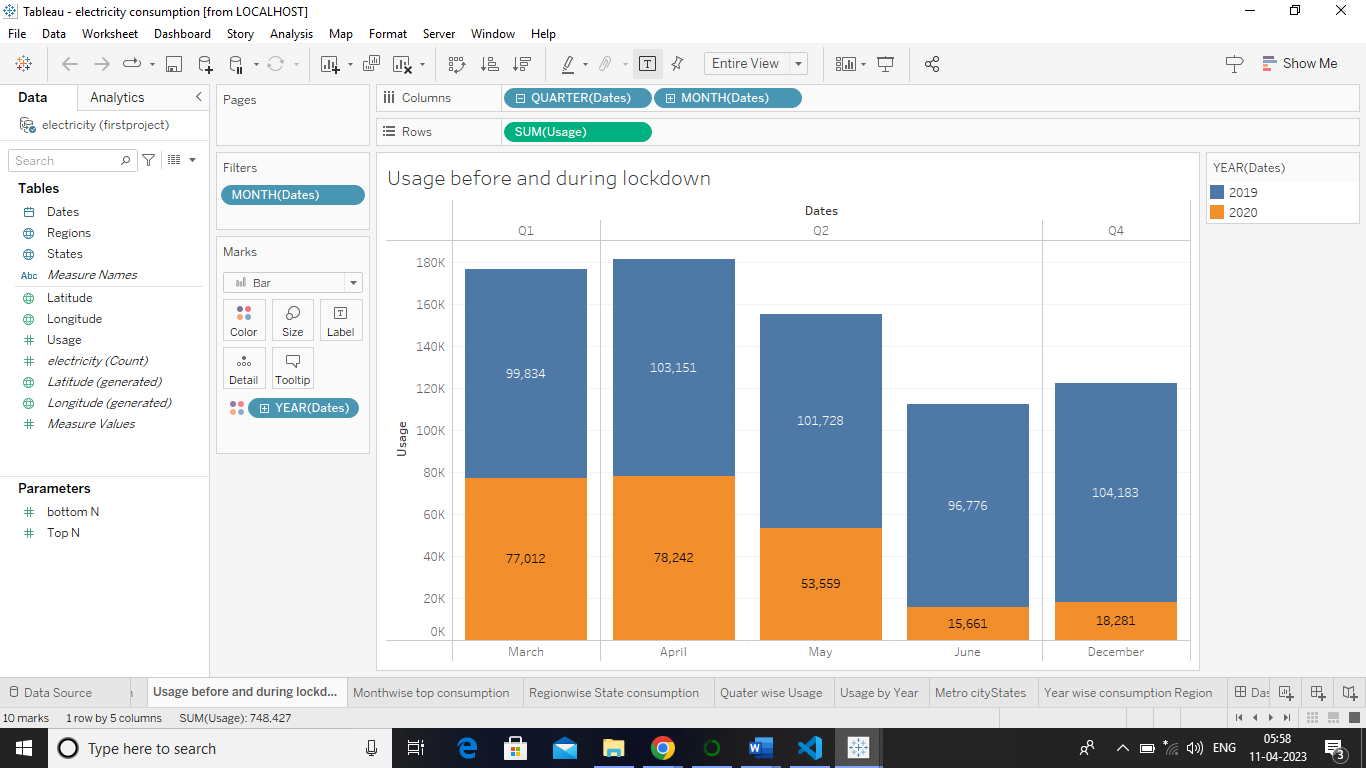 Tableau - electricity consumption [from LOCALHOST]
File Data Worksheet Dashboard Story Analysis Map Format Server Window Help
Entire View
Show Me
Data Analytics
electricity (firstproject)
Search
Tables
Dates
Regions
States
Abc Measure Names
Latitude
Longitude
Usage
electricity (Count)
Latitude (generated)
Longitude (generated)
Measure Values
Parameters
bottom N
Top N
Pages
Filters
MONTH(Dates)
Marks
Bar
Color Size Label
Detail Tooltip
YEAR(Dates)
Columns QUARTER(Dates) MONTH(Dates)
Rows SUM(Usage)
Usage before and during lockdown
Dates
Q1 Q2 Q4
Usage
180K
160K
140K
120K
100K
80K
60K
40K
20K
0K
99,834 103,151 101,728 96,776 104,183
77,012 78,242 53,559 15,661 18,281
March April May June December
YEAR(Dates)
2019
2020
Data Source Usage before and during lockd... Monthwise top consumption Regionwise State consumption Quater wise Usage Usage by Year Metro cityStates Year wise consumption Region Das
10 marks 1 row by 5 columns SUM(Usage): 748,427
Type here to search
ENG
05:58
11-04-2023
3